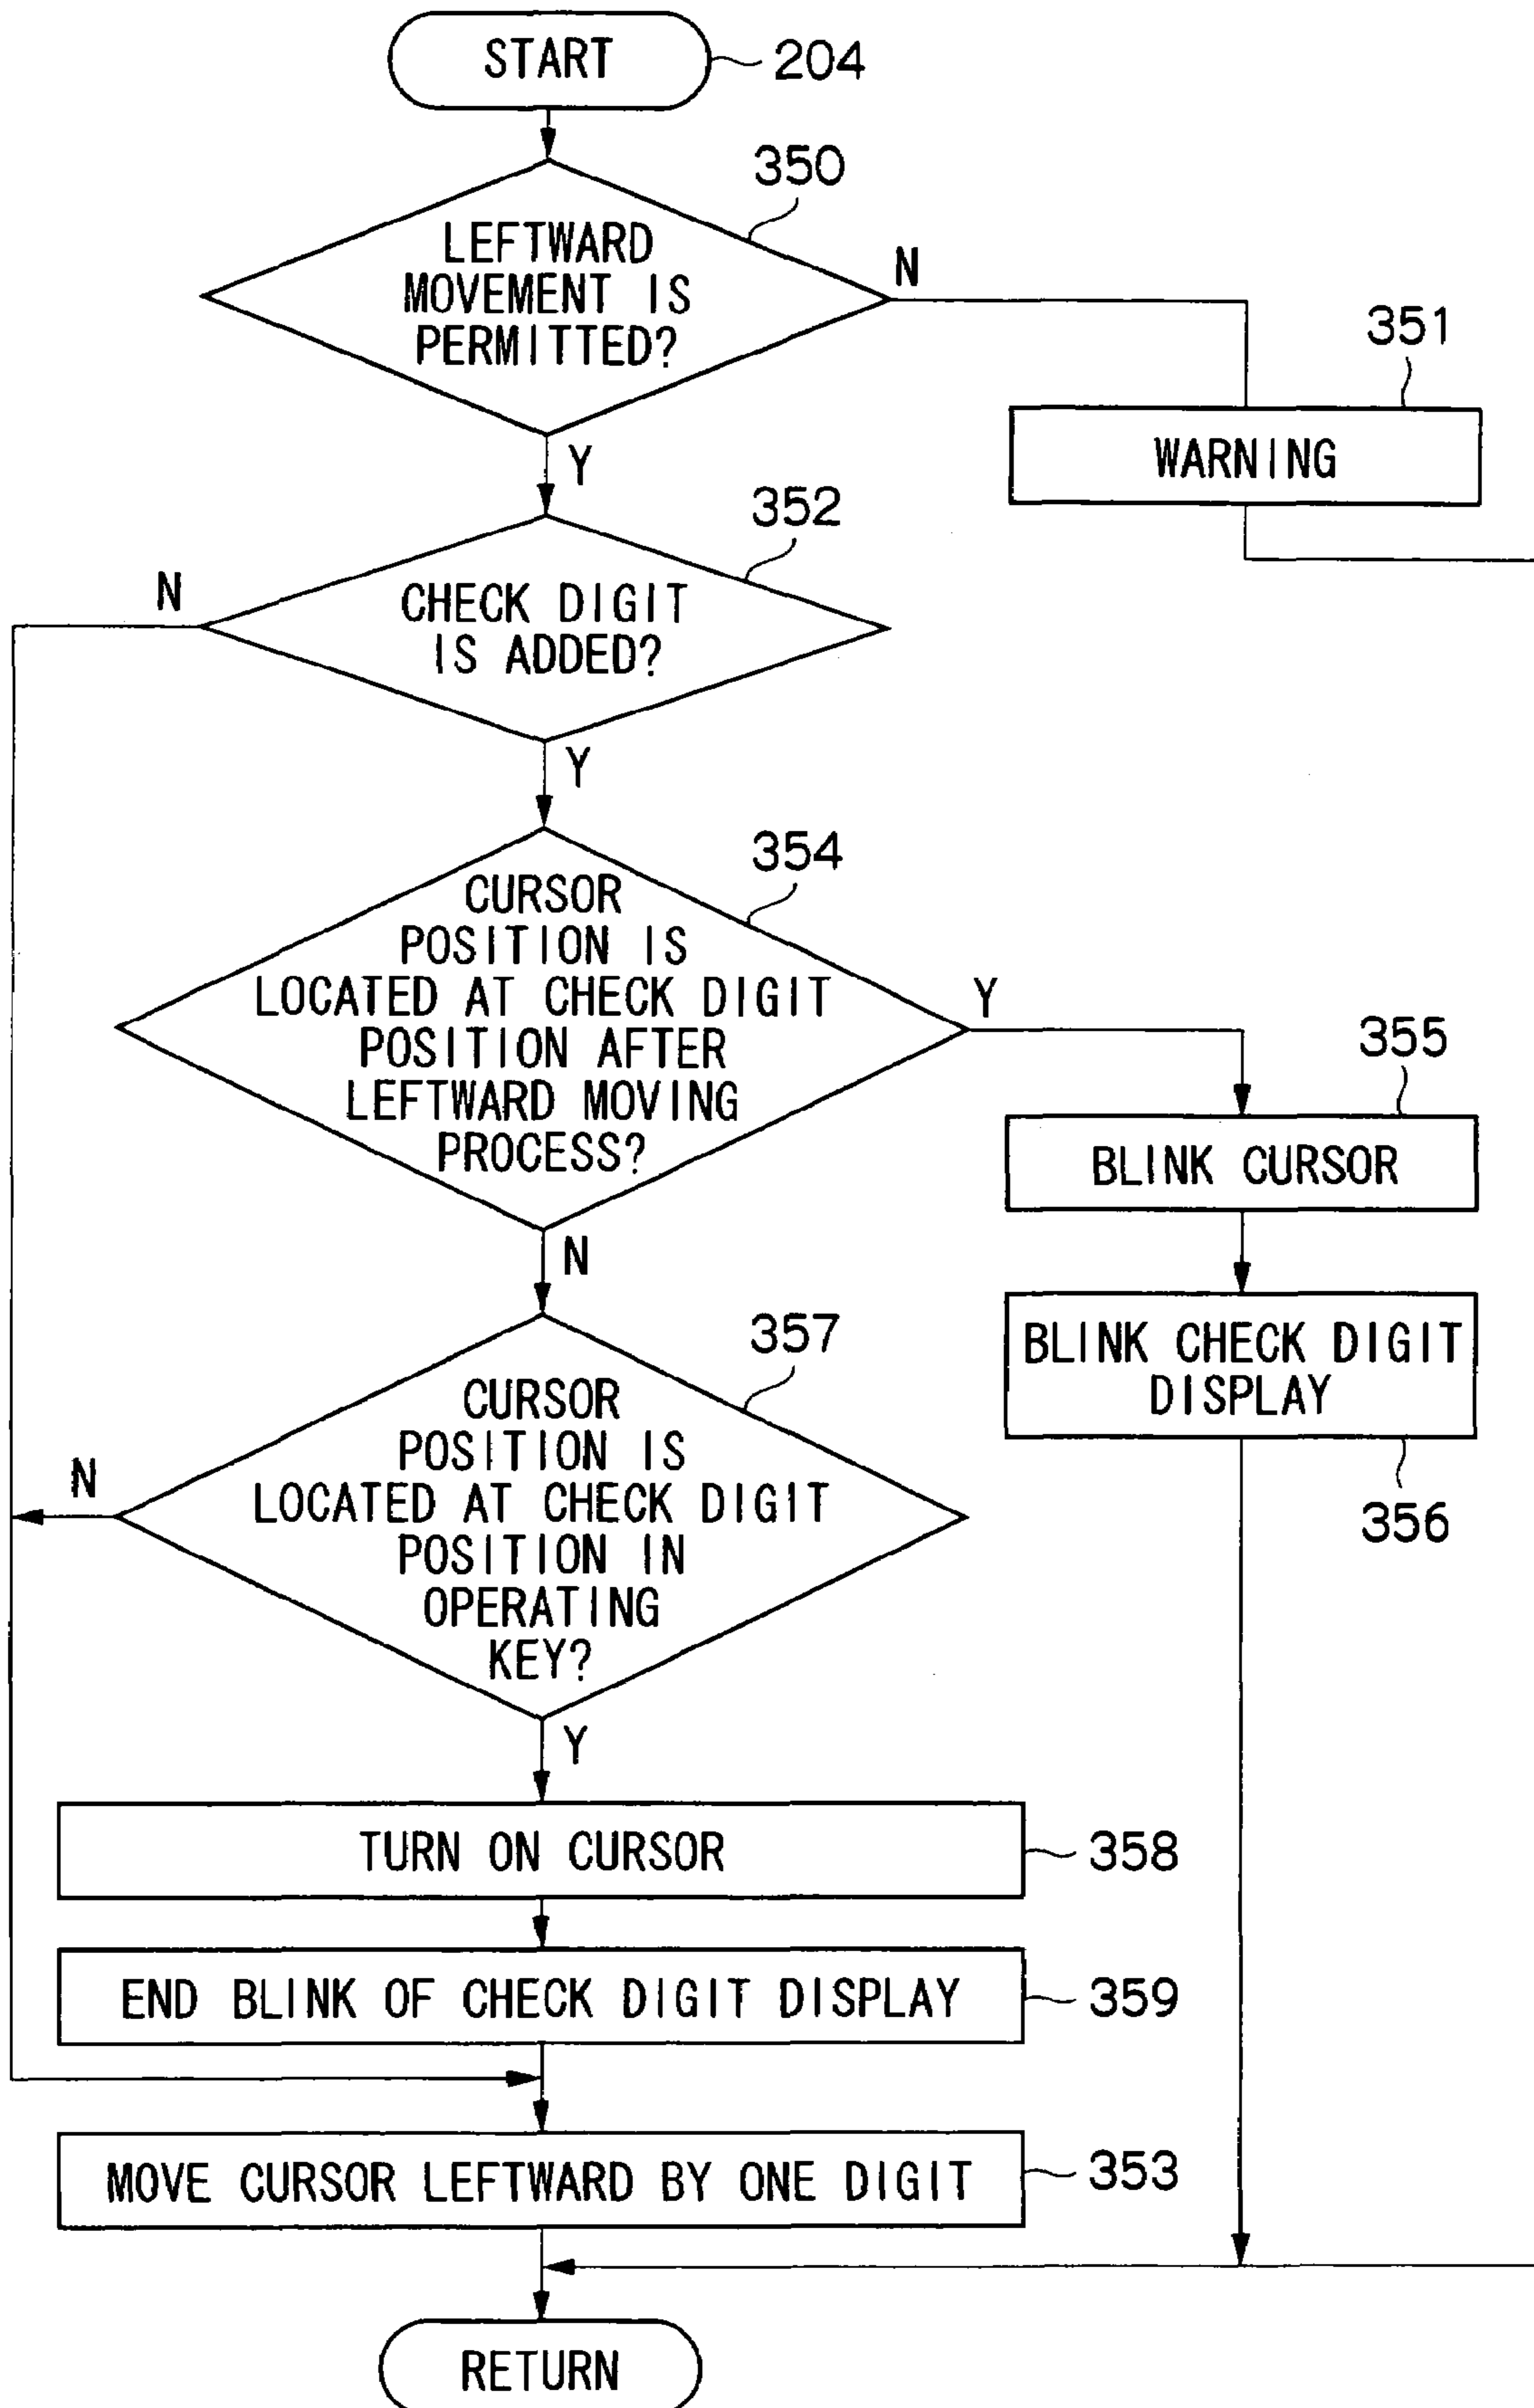 START
204
350
LEFTWARD
MOVEMENT IS
PERMITTED?
N
351
WARNING
Y
352
N
CHECK DIGIT
IS ADDED?
Y
354
CURSOR
POSITION IS
LOCATED AT CHECK DIGIT
POSITION AFTER
LEFTWARD MOVING
PROCESS?
Y
355
BLINK CURSOR
N
BLINK CHECK DIGIT
DISPLAY
356
357
CURSOR
POSITION IS
LOCATED AT CHECK DIGIT
POSITION IN
OPERATING
KEY?
N
Y
TURN ON CURSOR
358
END BLINK OF CHECK DIGIT DISPLAY
359
MOVE CURSOR LEFTWARD BY ONE DIGIT
353
RETURN